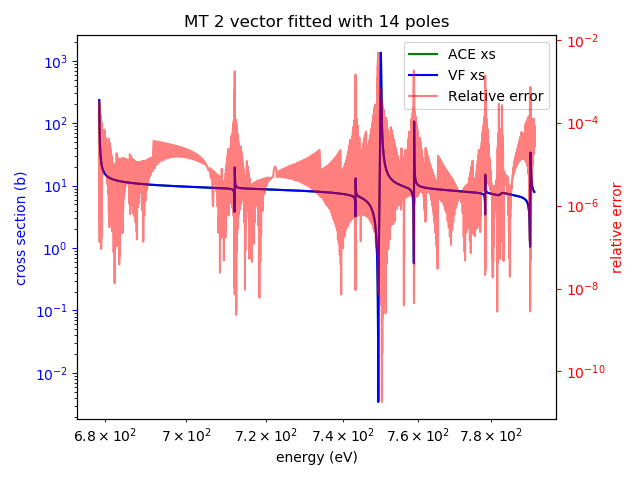 MT 2 vector fitted with 14 poles
ACE xs
VF xs
Relative error
cross section (b)
10³
10²
10¹
10⁰
10⁻¹
10⁻²
relative error
10⁻²
10⁻⁴
10⁻⁶
10⁻⁸
10⁻¹⁰
6.8 × 10² 7 × 10² 7.2 × 10² 7.4 × 10² 7.6 × 10² 7.8 × 10²
energy (eV)